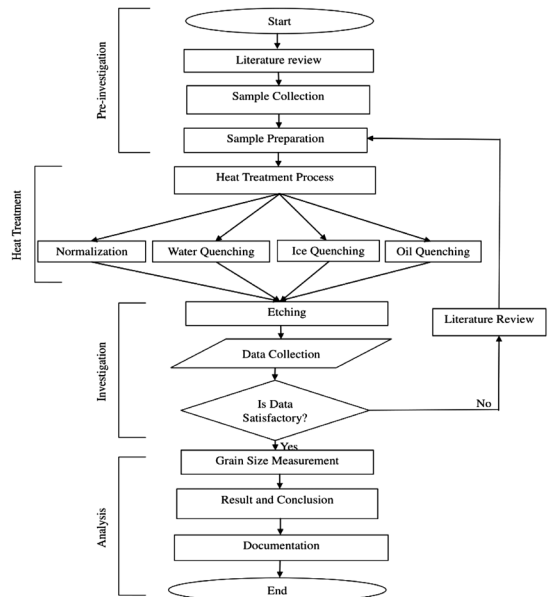 Start
Pre-investigation
Literature review
Sample Collection
Sample Preparation
Heat Treatment
Heat Treatment Process
Normalization
Water Quenching
Ice Quenching
Oil Quenching
Investigation
Etching
Literature Review
Data Collection
Is Data
Satisfactory?
No
Yes
Analysis
Grain Size Measurement
Result and Conclusion
Documentation
End